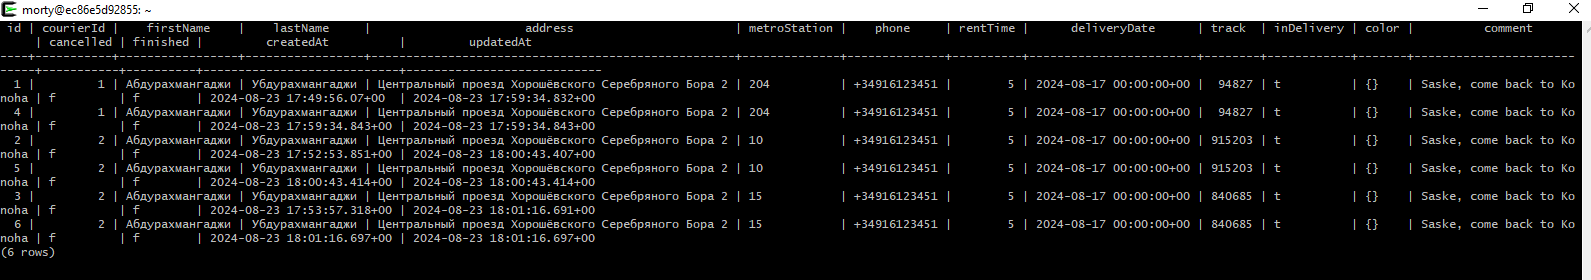 morty@ec86e5d92855: ~
id | courierId | firstName | lastName | address | metroStation | phone | rentTime | deliveryDate | track | inDelivery | color | comment
| cancelled | finished | createdAt | updatedAt
----+-----------+---------------+--------------+---------------------------------------------------+--------------+--------------+----------+------------------------+--------+------------+-------+-----------------------
-----+-----------+----------+----------------------------+----------------------------
1 | 1 | Абдурахмангаджи | Убдурахмангаджи | Центральный проезд Хорошёвского Серебряного Бора 2 | 204 | +34916123451 | 5 | 2024-08-17 00:00:00+00 | 94827 | t | {} | Saske, come back to Ko
noha | f | f | 2024-08-23 17:49:56.07+00 | 2024-08-23 17:59:34.832+00
4 | 1 | Абдурахмангаджи | Убдурахмангаджи | Центральный проезд Хорошёвского Серебряного Бора 2 | 204 | +34916123451 | 5 | 2024-08-17 00:00:00+00 | 94827 | t | {} | Saske, come back to Ko
noha | f | f | 2024-08-23 17:59:34.843+00 | 2024-08-23 17:59:34.843+00
2 | 2 | Абдурахмангаджи | Убдурахмангаджи | Центральный проезд Хорошёвского Серебряного Бора 2 | 10 | +34916123451 | 5 | 2024-08-17 00:00:00+00 | 915203 | t | {} | Saske, come back to Ko
noha | f | f | 2024-08-23 17:52:53.851+00 | 2024-08-23 18:00:43.407+00
5 | 2 | Абдурахмангаджи | Убдурахмангаджи | Центральный проезд Хорошёвского Серебряного Бора 2 | 10 | +34916123451 | 5 | 2024-08-17 00:00:00+00 | 915203 | t | {} | Saske, come back to Ko
noha | f | f | 2024-08-23 18:00:43.414+00 | 2024-08-23 18:00:43.414+00
3 | 2 | Абдурахмангаджи | Убдурахмангаджи | Центральный проезд Хорошёвского Серебряного Бора 2 | 15 | +34916123451 | 5 | 2024-08-17 00:00:00+00 | 840685 | t | {} | Saske, come back to Ko
noha | f | f | 2024-08-23 17:53:57.318+00 | 2024-08-23 18:01:16.691+00
6 | 2 | Абдурахмангаджи | Убдурахмангаджи | Центральный проезд Хорошёвского Серебряного Бора 2 | 15 | +34916123451 | 5 | 2024-08-17 00:00:00+00 | 840685 | t | {} | Saske, come back to Ko
noha | f | f | 2024-08-23 18:01:16.697+00 | 2024-08-23 18:01:16.697+00
(6 rows)